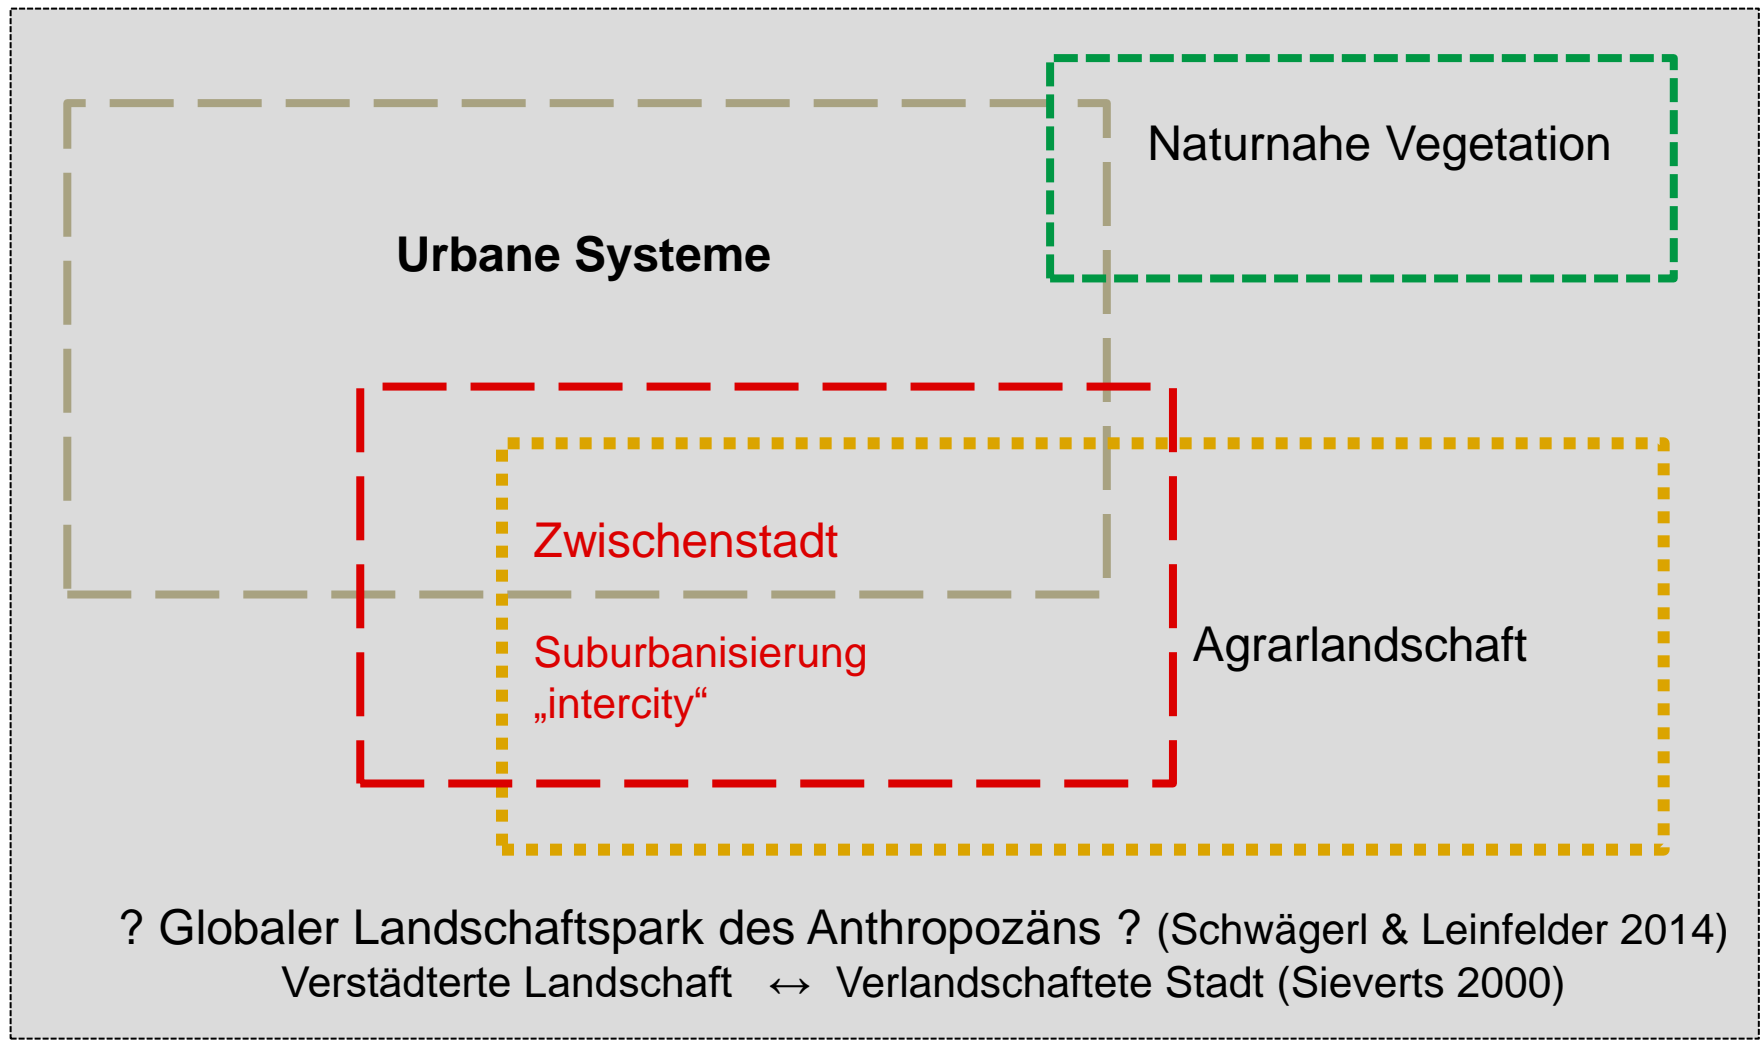 Naturnahe Vegetation
Urbane Systeme
Zwischenstadt
Suburbanisierung
„intercity“
Agrarlandschaft
? Globaler Landschaftspark des Anthropozäns ? (Schwägerl & Leinfelder 2014)
Verstädterte Landschaft ↔ Verlandschaftete Stadt (Sieverts 2000)